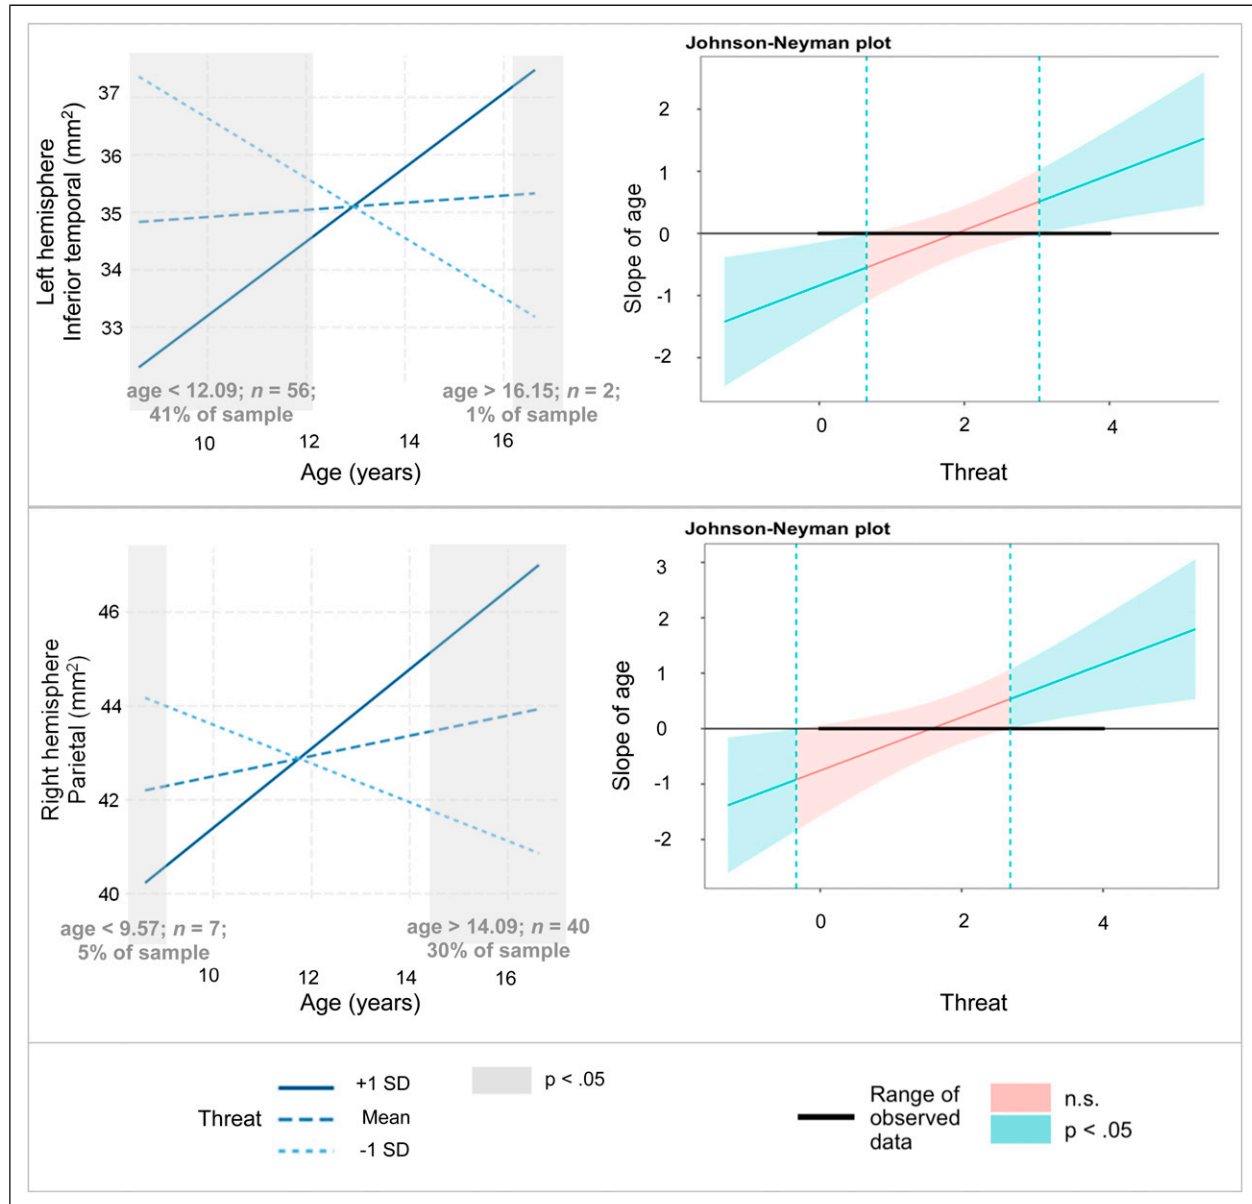 Johnson-Neyman plot
37
36
35
34
33
Left hemisphere
Inferior temporal (mm²)
age < 12.09; n = 56;
41% of sample
age > 16.15; n = 2;
1% of sample
10
12
14
16
Age (years)
2
1
0
-1
-2
Slope of age
0
2
4
Threat
Johnson-Neyman plot
46
44
42
40
Right hemisphere
Parietal (mm²)
age < 9.57; n = 7;
5% of sample
age > 14.09; n = 40
30% of sample
10
12
14
16
Age (years)
3
2
1
0
-1
-2
Slope of age
0
2
4
Threat
Threat
+1 SD
Mean
-1 SD
p < .05
Range of
observed
data
n.s.
p < .05